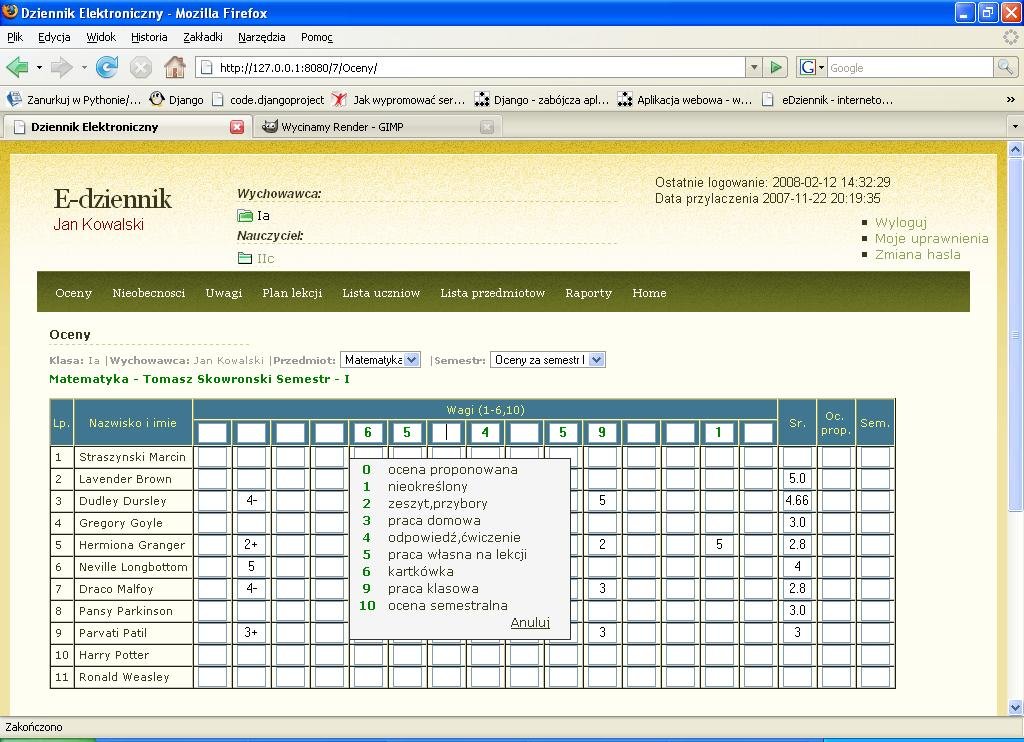 Dziennik Elektroniczny - Mozilla Firefox
Plik Edycja Widok Historia Zakładki Narzędzia Pomoc
http://127.0.0.1:8080/7/Oceny/ G Google
Zanurkuj w Pythonie/... Django code.djangoproject Jak wypromować ser... Django - zabójcza apl... Aplikacja webowa - w... eDziennik - interneto... »
Dziennik Elektroniczny Wycinamy Render - GIMP
E-dziennik
Jan Kowalski
Wychowawca:
Ia
Nauczyciel:
IIc
Ostatnie logowanie: 2008-02-12 14:32:29
Data przylaczenia 2007-11-22 20:19:35
Wyloguj
Moje uprawnienia
Zmiana hasla
Oceny Nieobecnosci Uwagi Plan lekcji Lista uczniow Lista przedmiotow Raporty Home
Oceny
Klasa: Ia |Wychowawca: Jan Kowalski |Przedmiot: Matematyka |Semestr: Oceny za semestr I
Matematyka - Tomasz Skowronski Semestr - I
Lp. Nazwisko i imie Wagi (1-6,10) Sr. Oc. prop. Sem.
6 5 4 5 9 1
1 Straszynski Marcin
2 Lavender Brown 5.0
3 Dudley Dursley 4- 5 4.66
4 Gregory Goyle 3.0
5 Hermiona Granger 2+ 2 5 2.8
6 Neville Longbottom 5 4
7 Draco Malfoy 4- 3 2.8
8 Pansy Parkinson 3.0
9 Parvati Patil 3+ 3 3
10 Harry Potter
11 Ronald Weasley
0 ocena proponowana
1 nieokreślony
2 zeszyt,przybory
3 praca domowa
4 odpowiedź,ćwiczenie
5 praca własna na lekcji
6 kartkówka
9 praca klasowa
10 ocena semestralna
Anuluj
Zakończono